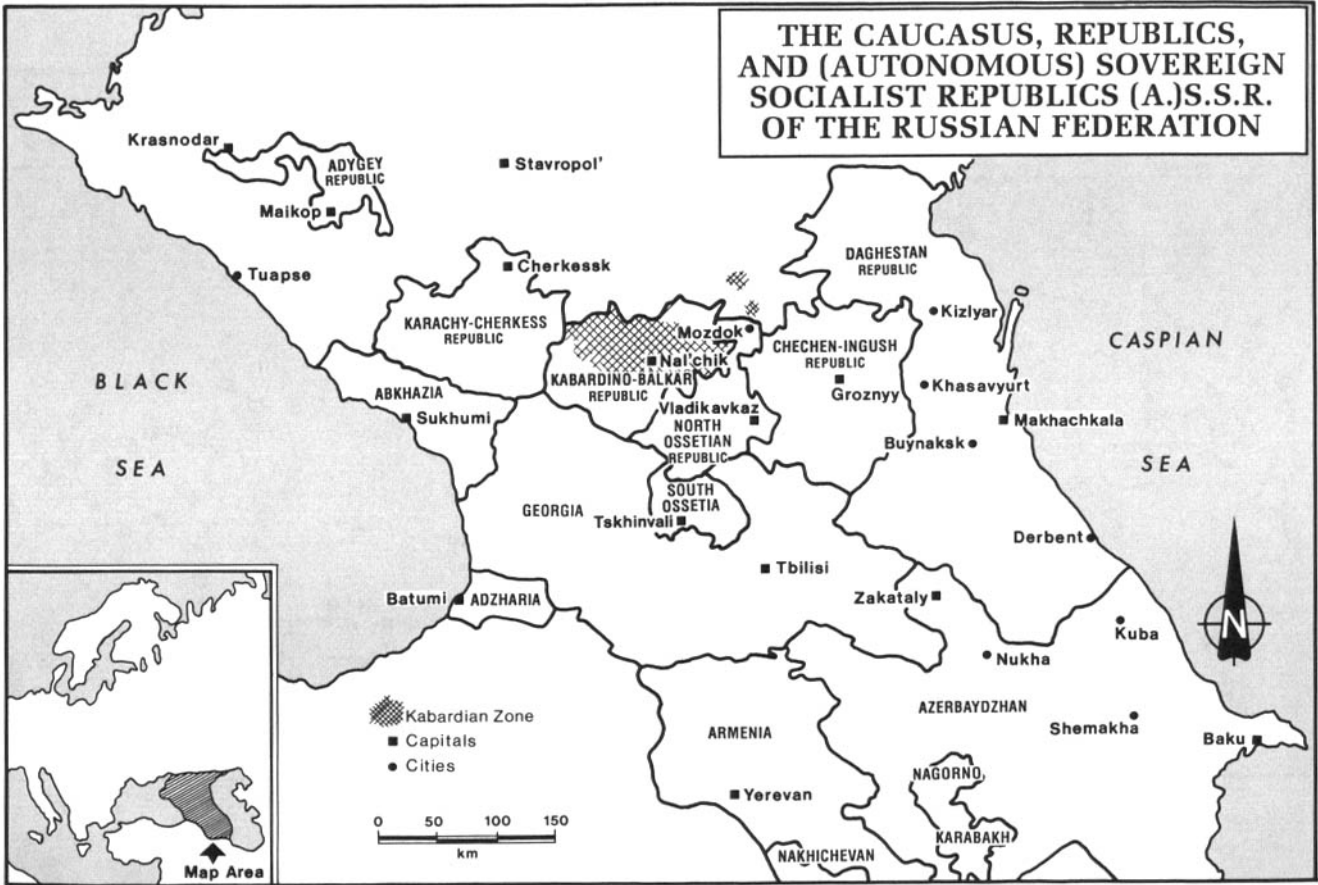 THE CAUCASUS, REPUBLICS,
AND (AUTONOMOUS) SOVEREIGN
SOCIALIST REPUBLICS (A.)S.S.R.
OF THE RUSSIAN FEDERATION
Krasnodar
ADYGEY
REPUBLIC
Maikop
Stavropol'
Tuapse
Cherkessk
KARACHY-CHERKESS
REPUBLIC
DAGHESTAN
REPUBLIC
Kizlyar
Mozdok
CHECHEN-INGUSH
REPUBLIC
Nal'chik
KABARDINO-BALKAR
REPUBLIC
Groznyy
Khasavyurt
CASPIAN
SEA
BLACK
SEA
ABKHAZIA
Sukhumi
Vladikavkaz
NORTH
OSSETIAN
REPUBLIC
Makhachkala
Buynaksk
SOUTH
OSSETIA
Tskhinvali
GEORGIA
Derbent
Tbilisi
Batumi
ADZHARIA
Zakataly
Kuba
N
Nukha
AZERBAYDZHAN
Shemakha
Baku
ARMENIA
Yerevan
NAGORNO
KARABAKH
NAKHICHEVAN
Kabardian Zone
Capitals
Cities
0 50 100 150
km
Map Area